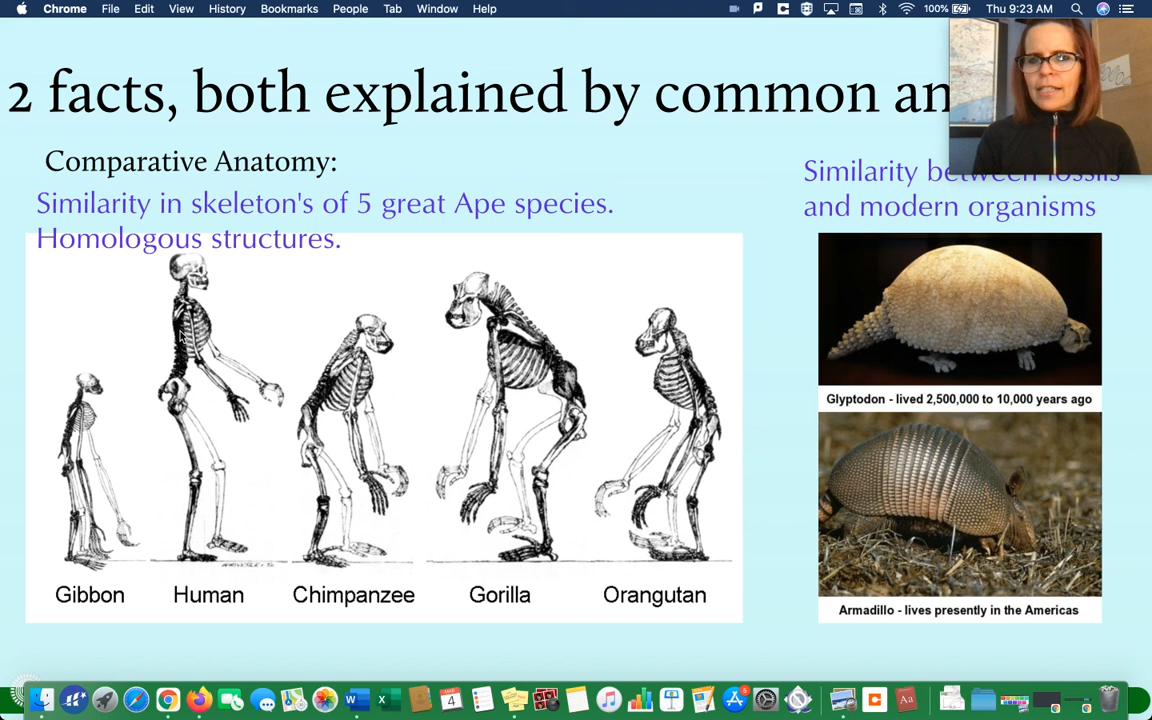 Chrome File Edit View History Bookmarks People Tab Window Help 100% Thu 9:23 AM
2 facts, both explained by common an
Comparative Anatomy:
Similarity in skeleton's of 5 great Ape species.
Homologous structures.
Similarity between fossils
and modern organisms
Glyptodon - lived 2,500,000 to 10,000 years ago
Gibbon Human Chimpanzee Gorilla Orangutan
Armadillo - lives presently in the Americas